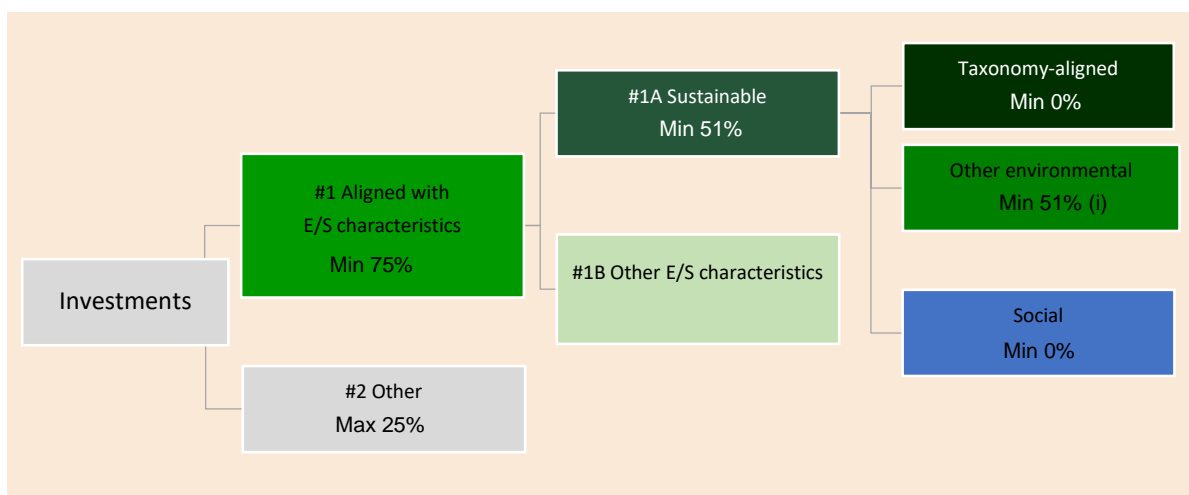 Investments
#1 Aligned with
E/S characteristics
Min 75%
#2 Other
Max 25%
#1A Sustainable
Min 51%
#1B Other E/S characteristics
Taxonomy-aligned
Min 0%
Other environmental
Min 51% (i)
Social
Min 0%